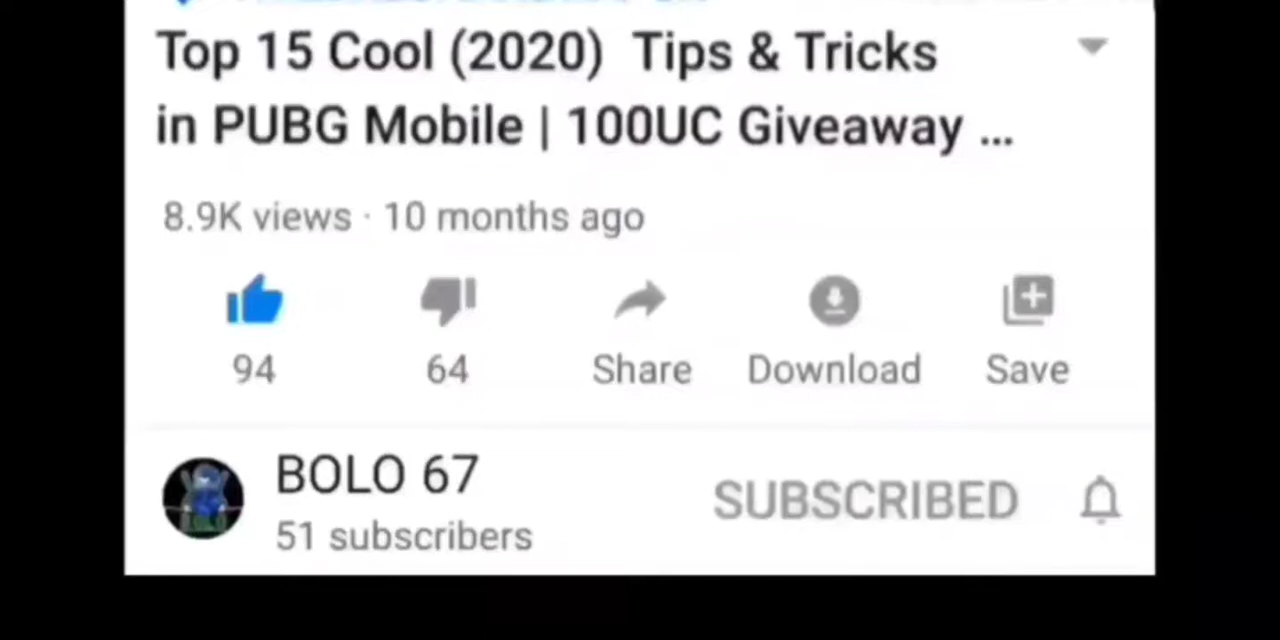 Top 15 Cool (2020) Tips & Tricks
in PUBG Mobile | 100UC Giveaway ...
8.9K views · 10 months ago
94 64 Share Download Save
BOLO 67
SUBSCRIBED
51 subscribers